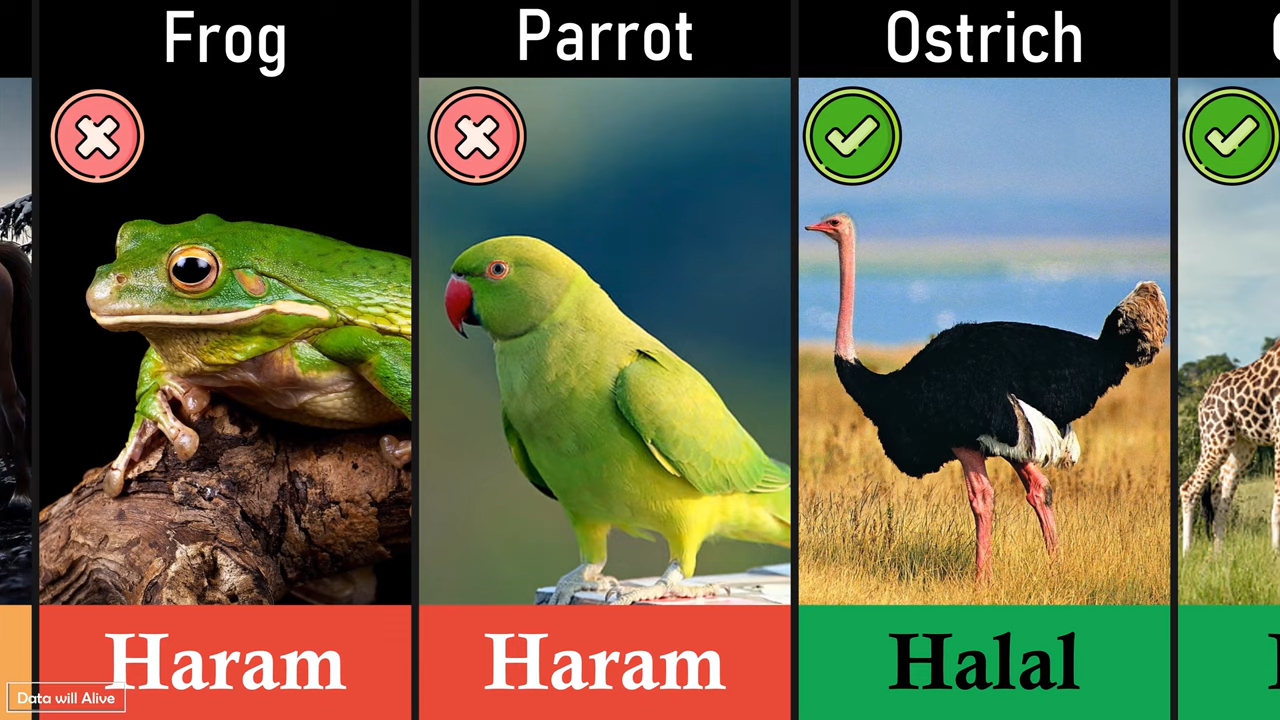 Frog
Parrot
Ostrich
Haram
Haram
Halal
Data will Alive